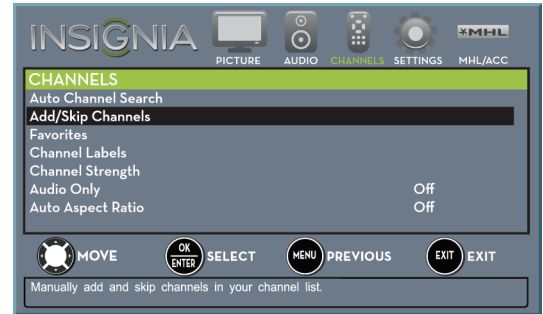 INSIGNIA
PICTURE AUDIO CHANNELS SETTINGS MHL/ACC
MHL
CHANNELS
Auto Channel Search
Add/Skip Channels
Favorites
Channel Labels
Channel Strength
Audio Only Off
Auto Aspect Ratio Off
MOVE OK ENTER SELECT MENU PREVIOUS EXIT EXIT
Manually add and skip channels in your channel list.